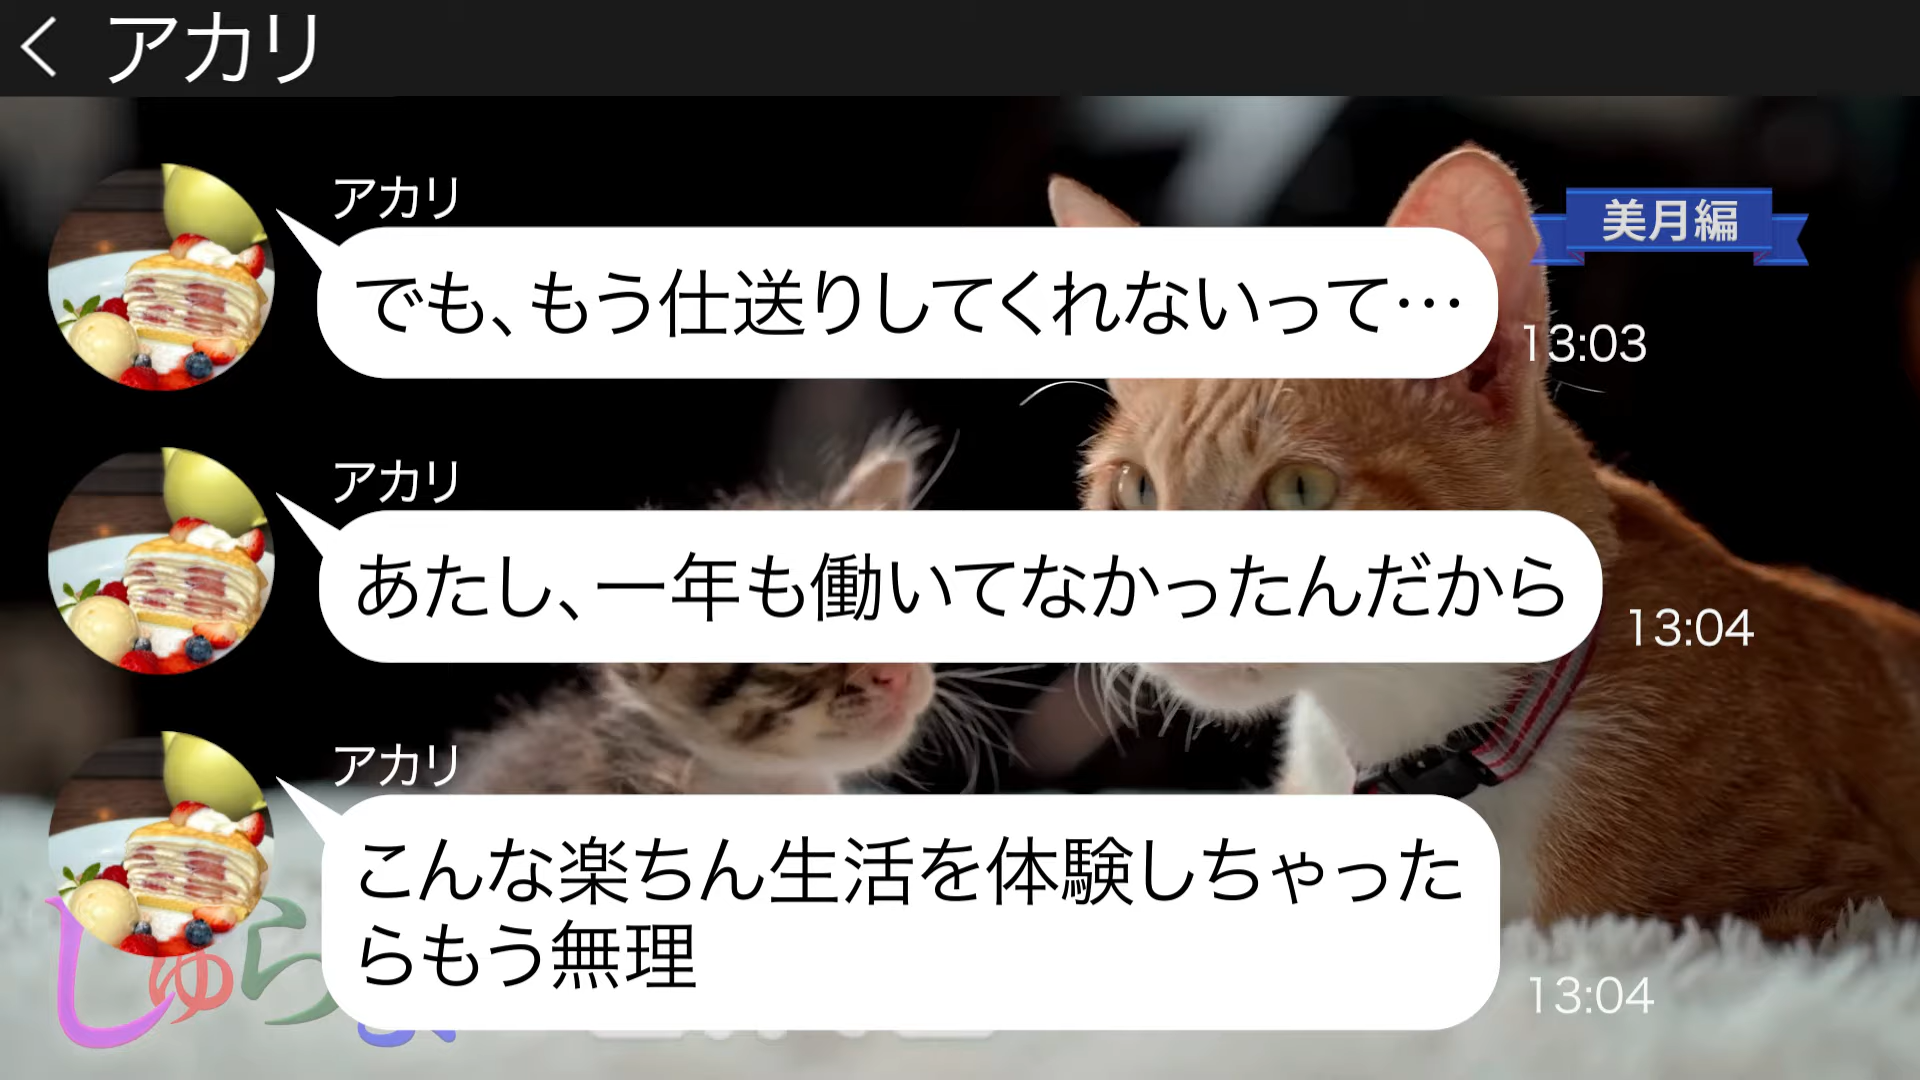 アカリ
アカリ
美月編
でも、もう仕送りしてくれないって…
13:03
アカリ
あたし、一年も働いてなかったんだから
13:04
アカリ
こんな楽ちん生活を体験しちゃった
らもう無理
13:04
しゅら